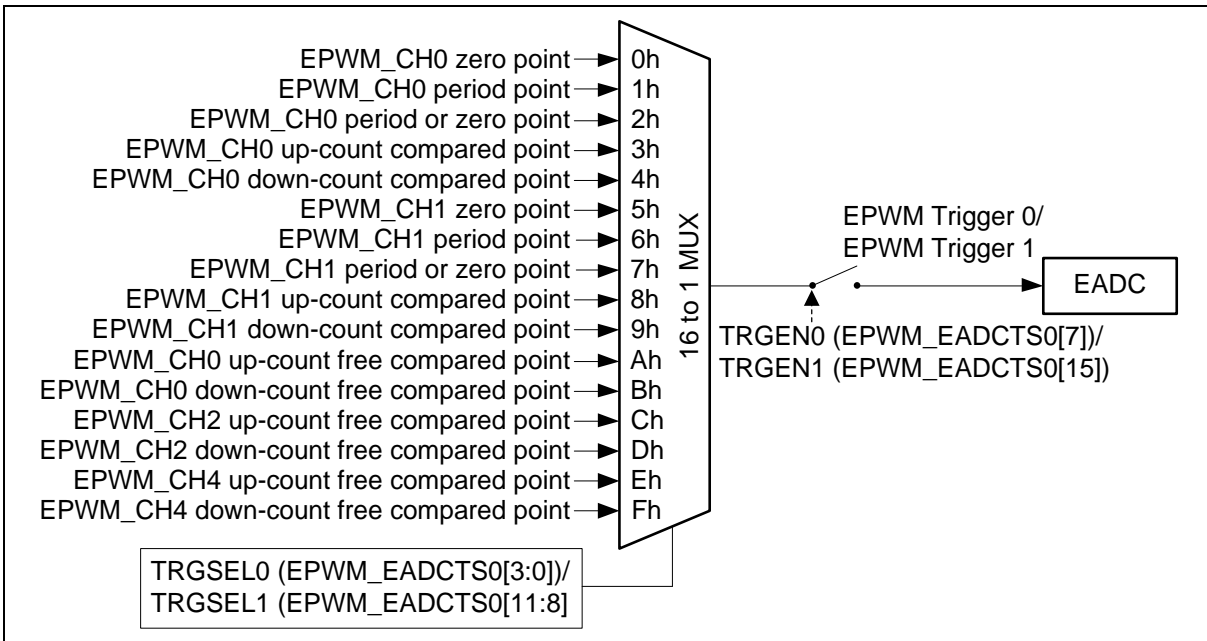 EPWM_CH0 zero point 0h
EPWM_CH0 period point 1h
EPWM_CH0 period or zero point 2h
EPWM_CH0 up-count compared point 3h
EPWM_CH0 down-count compared point 4h
EPWM_CH1 zero point 5h
EPWM_CH1 period point 6h
EPWM_CH1 period or zero point 7h
EPWM_CH1 up-count compared point 8h
EPWM_CH1 down-count compared point 9h
EPWM_CH0 up-count free compared point Ah
EPWM_CH0 down-count free compared point Bh
EPWM_CH2 up-count free compared point Ch
EPWM_CH2 down-count free compared point Dh
EPWM_CH4 up-count free compared point Eh
EPWM_CH4 down-count free compared point Fh
16 to 1 MUX
EPWM Trigger 0/
EPWM Trigger 1
EADC
TRGEN0 (EPWM_EADCTS0[7])/
TRGEN1 (EPWM_EADCTS0[15])
TRGSEL0 (EPWM_EADCTS0[3:0])/
TRGSEL1 (EPWM_EADCTS0[11:8]